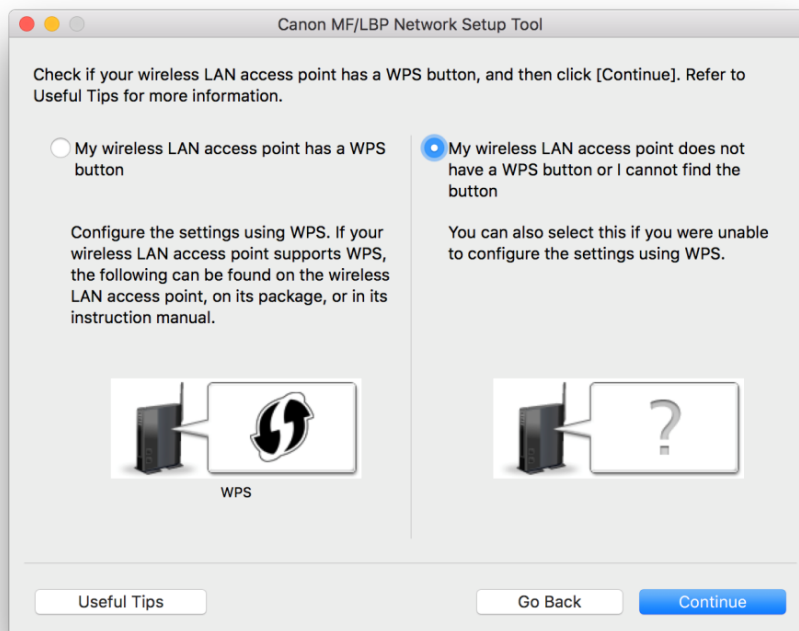 Canon MF/LBP Network Setup Tool
Check if your wireless LAN access point has a WPS button, and then click [Continue]. Refer to
Useful Tips for more information.
My wireless LAN access point has a WPS
button
Configure the settings using WPS. If your
wireless LAN access point supports WPS,
the following can be found on the wireless
LAN access point, on its package, or in its
instruction manual.
WPS
My wireless LAN access point does not
have a WPS button or I cannot find the
button
You can also select this if you were unable
to configure the settings using WPS.
?
Useful Tips
Go Back
Continue